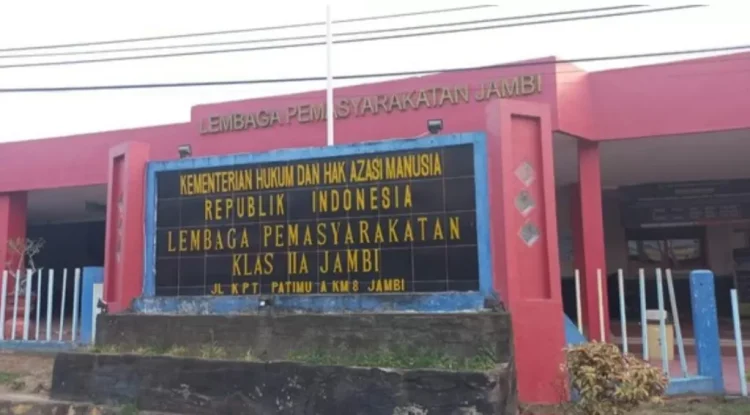 LEMBAGA PEMASYARAKATAN JAMBI
KEMENTERIAN HUKUM DAN HAK AZASI MANUSIA
REPUBLIK INDONESIA
LEMBAGA PEMASYARAKATAN
KLAS IIA JAMBI
JL KPT PATIMU A KM 8 JAMBI